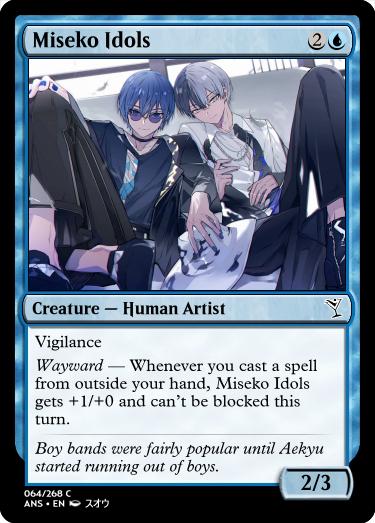 Miseko Idols 2
Creature — Human Artist
Vigilance
Wayward — Whenever you cast a spell
from outside your hand, Miseko Idols
gets +1/+0 and can't be blocked this
turn.
Boy bands were fairly popular until Aekyu
started running out of boys.
2/3
064/268 C
ANS • EN スオウ